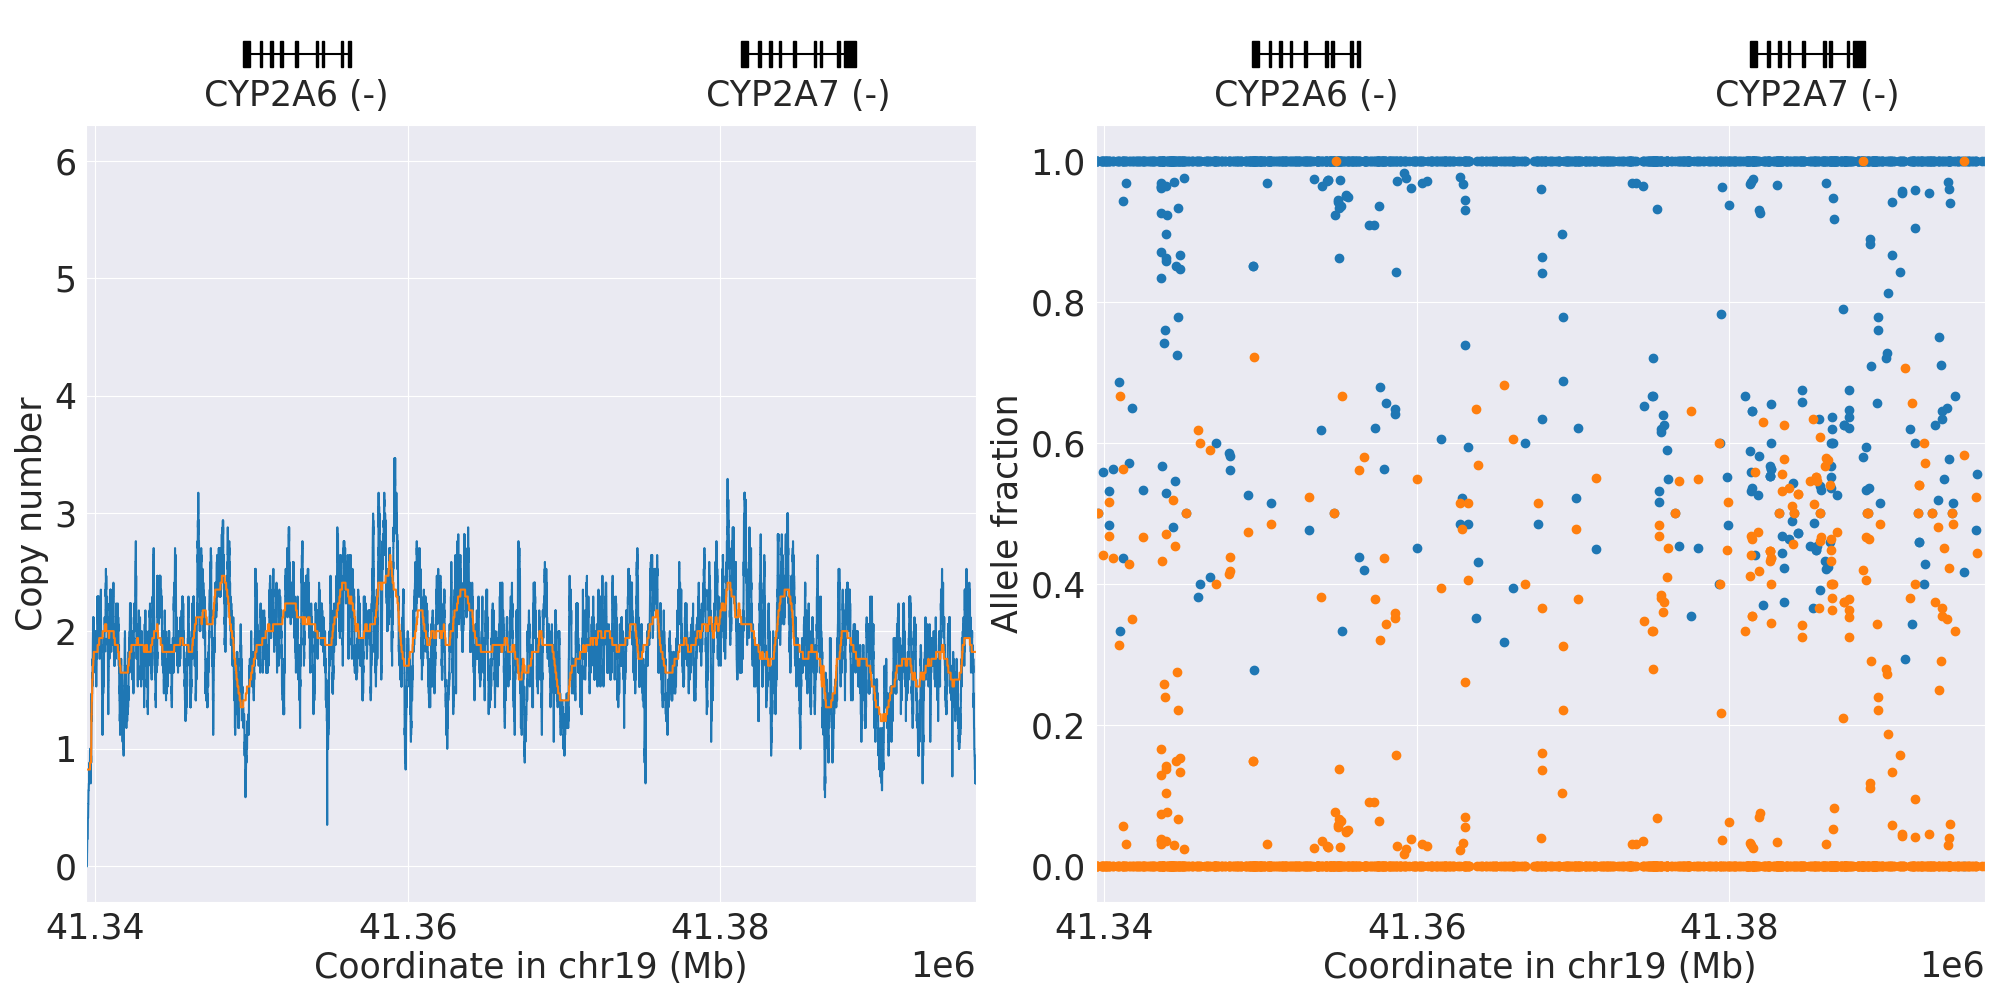 CYP2A6 (-)
CYP2A7 (-)
6
5
4
3
2
1
0
Copy number
41.34
41.36
41.38
Coordinate in chr19 (Mb)
1e6
CYP2A6 (-)
CYP2A7 (-)
1.0
0.8
0.6
0.4
0.2
0.0
Allele fraction
41.34
41.36
41.38
Coordinate in chr19 (Mb)
1e6